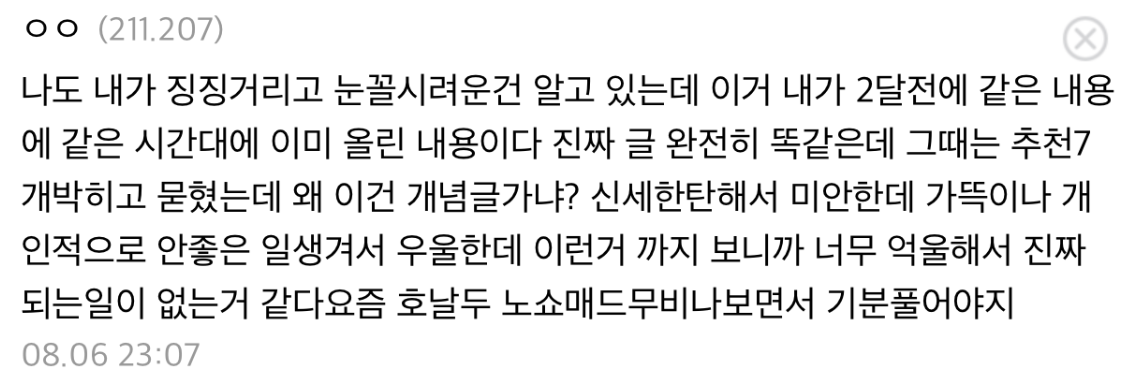 ㅇㅇ (211.207)
나도 내가 징징거리고 눈꼴시려운건 알고 있는데 이거 내가 2달전에 같은 내용
에 같은 시간대에 이미 올린 내용이다 진짜 글 완전히 똑같은데 그때는 추천7
개박히고 묻혔는데 왜 이건 개념글가냐? 신세한탄해서 미안한데 가뜩이나 개
인적으로 안좋은 일생겨서 우울한데 이런거 까지 보니까 너무 억울해서 진짜
되는일이 없는거 같다요즘 호날두 노쇼매드무비나보면서 기분풀어야지
08.06 23:07